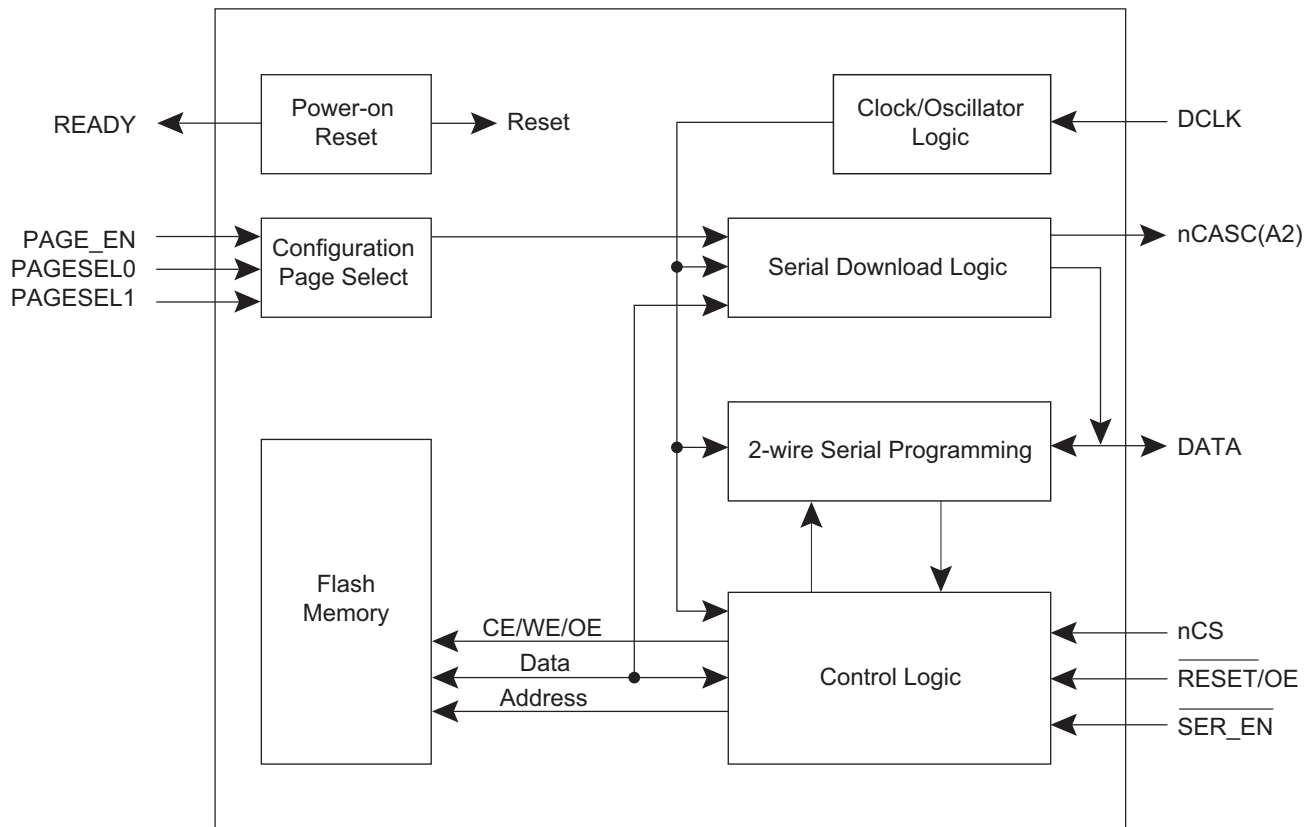 READY
Power-on
Reset
Reset
Clock/Oscillator
Logic
DCLK
PAGE_EN
PAGESEL0
PAGESEL1
Configuration
Page Select
Serial Download Logic
nCASC(A2)
2-wire Serial Programming
DATA
Flash
Memory
CE/WE/OE
Data
Address
Control Logic
nCS
RESET/OE
SER_EN